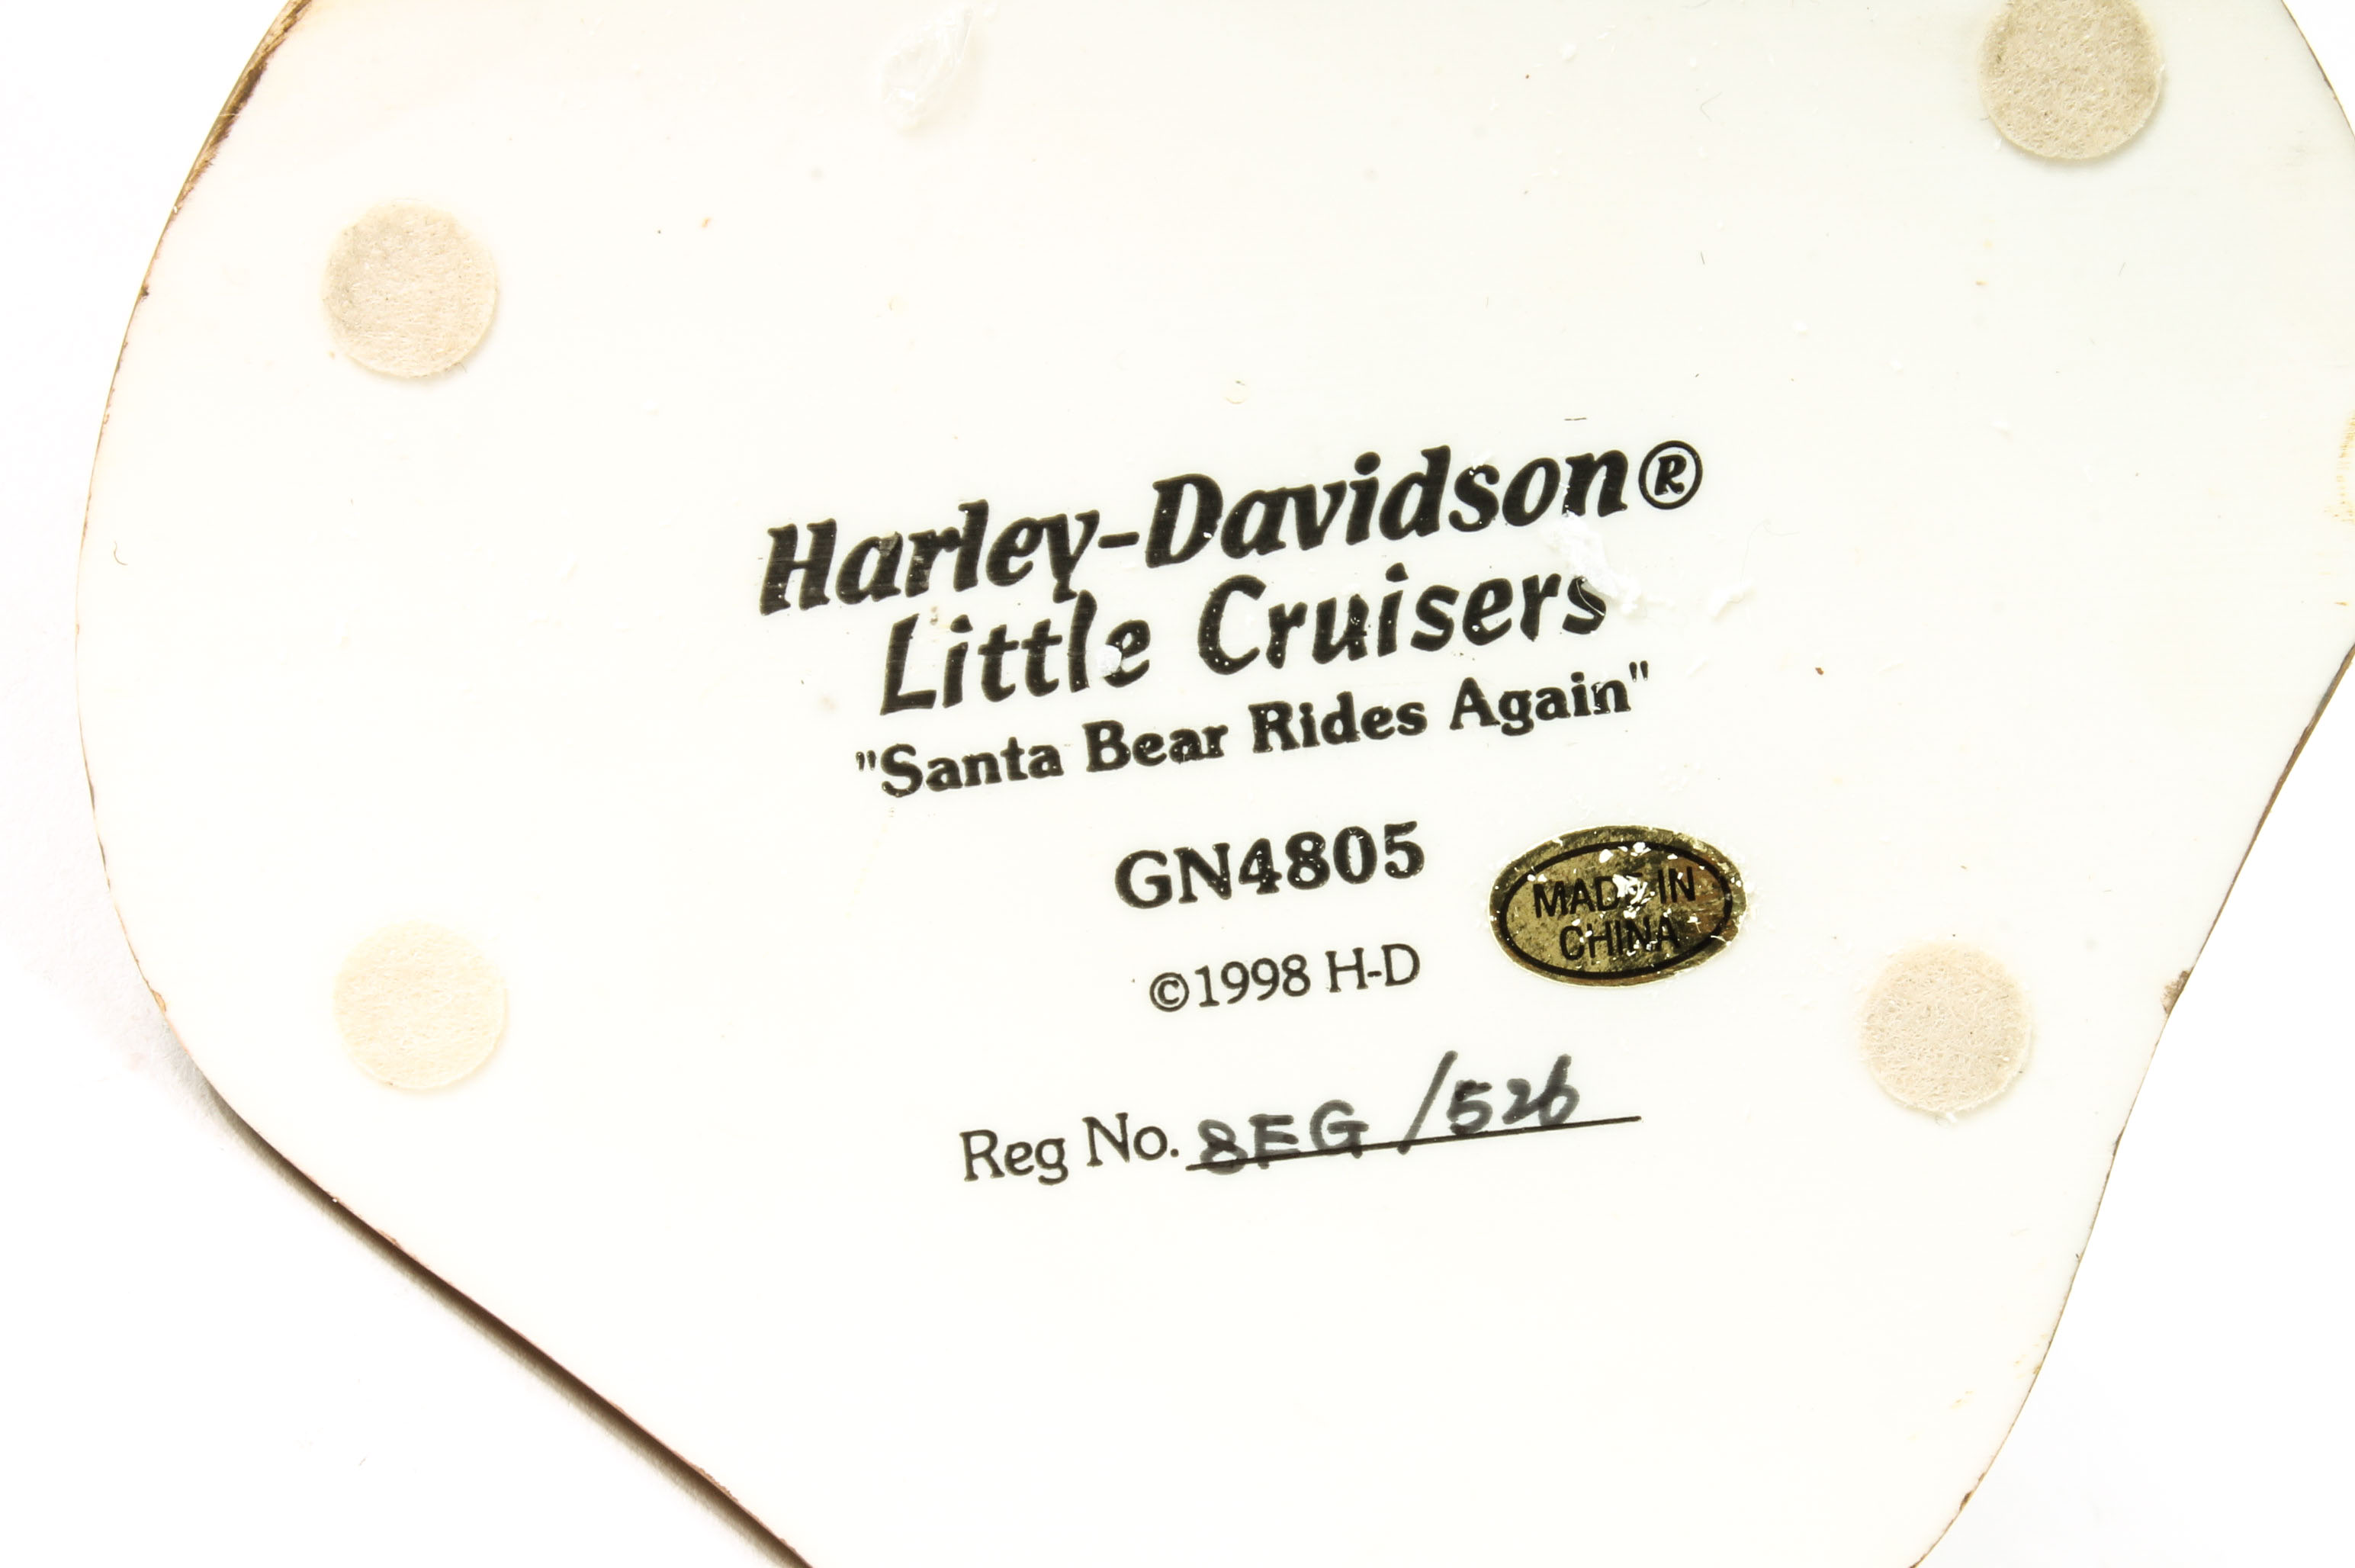 Harley-Davidson®
Little Cruisers
"Santa Bear Rides Again"
GN4805
MADE IN
CHINA
©1998 H-D
Reg No. 8EG/526